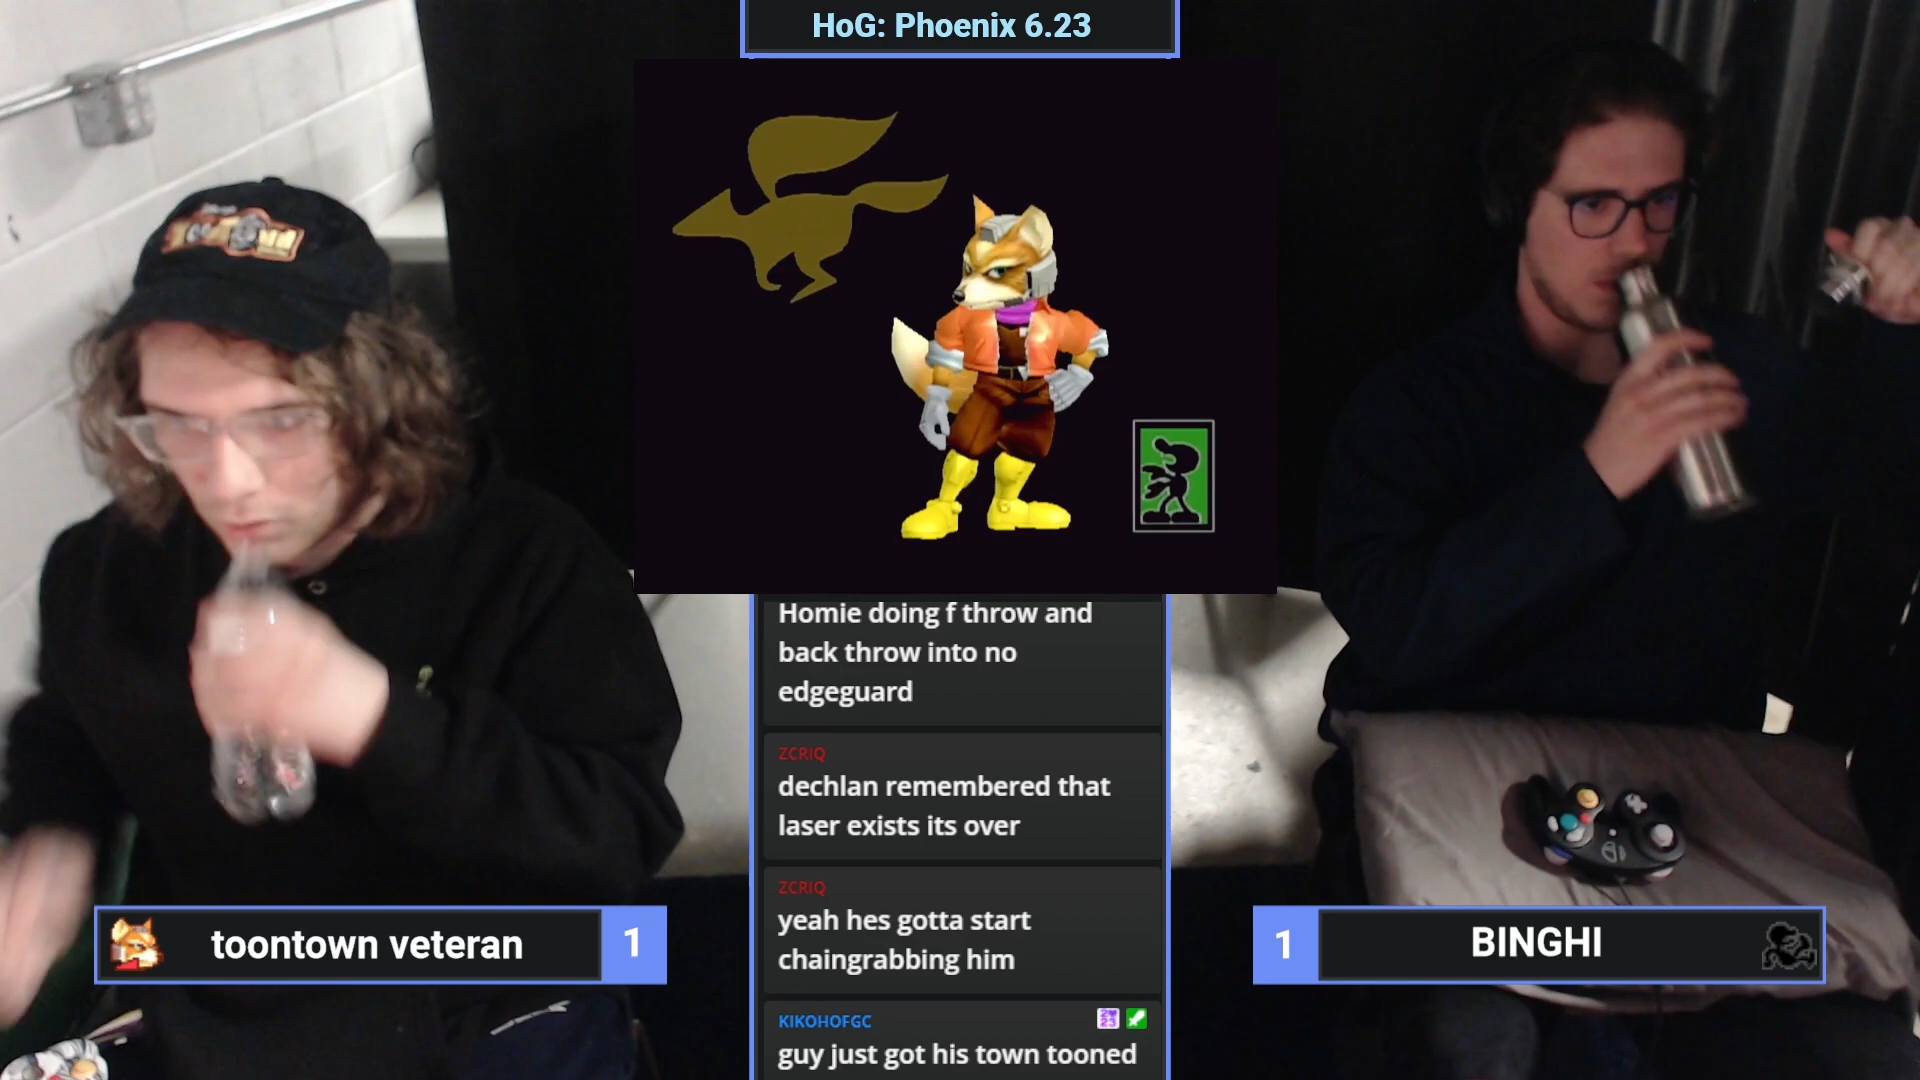 HoG: Phoenix 6.23
Homie doing f throw and
back throw into no
edgeguard
ZCRIQ
dechlan remembered that
laser exists its over
ZCRIQ
yeah hes gotta start
chaingrabbing him
KIKOHOFGC
guy just got his town tooned
toontown veteran
1
1
BINGHI